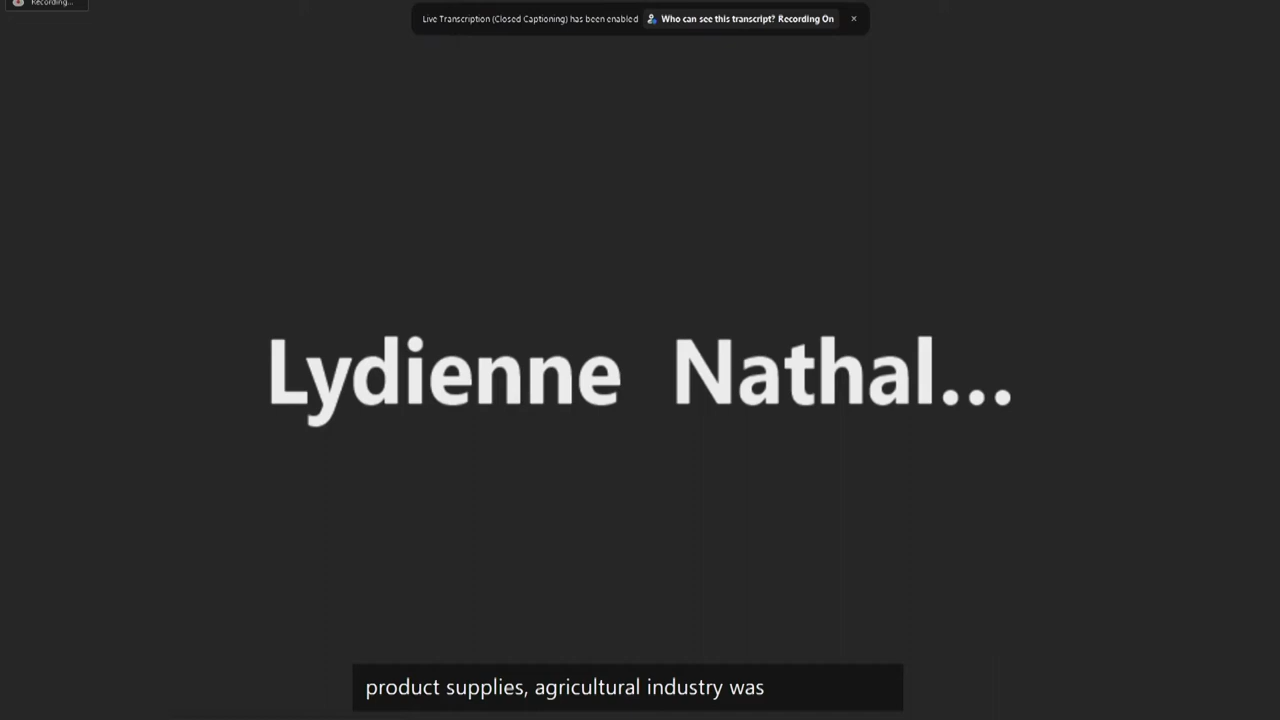 Recording...
Live Transcription (Closed Captioning) has been enabled Who can see this transcript? Recording On ×
Lydienne Nathal...
product supplies, agricultural industry was